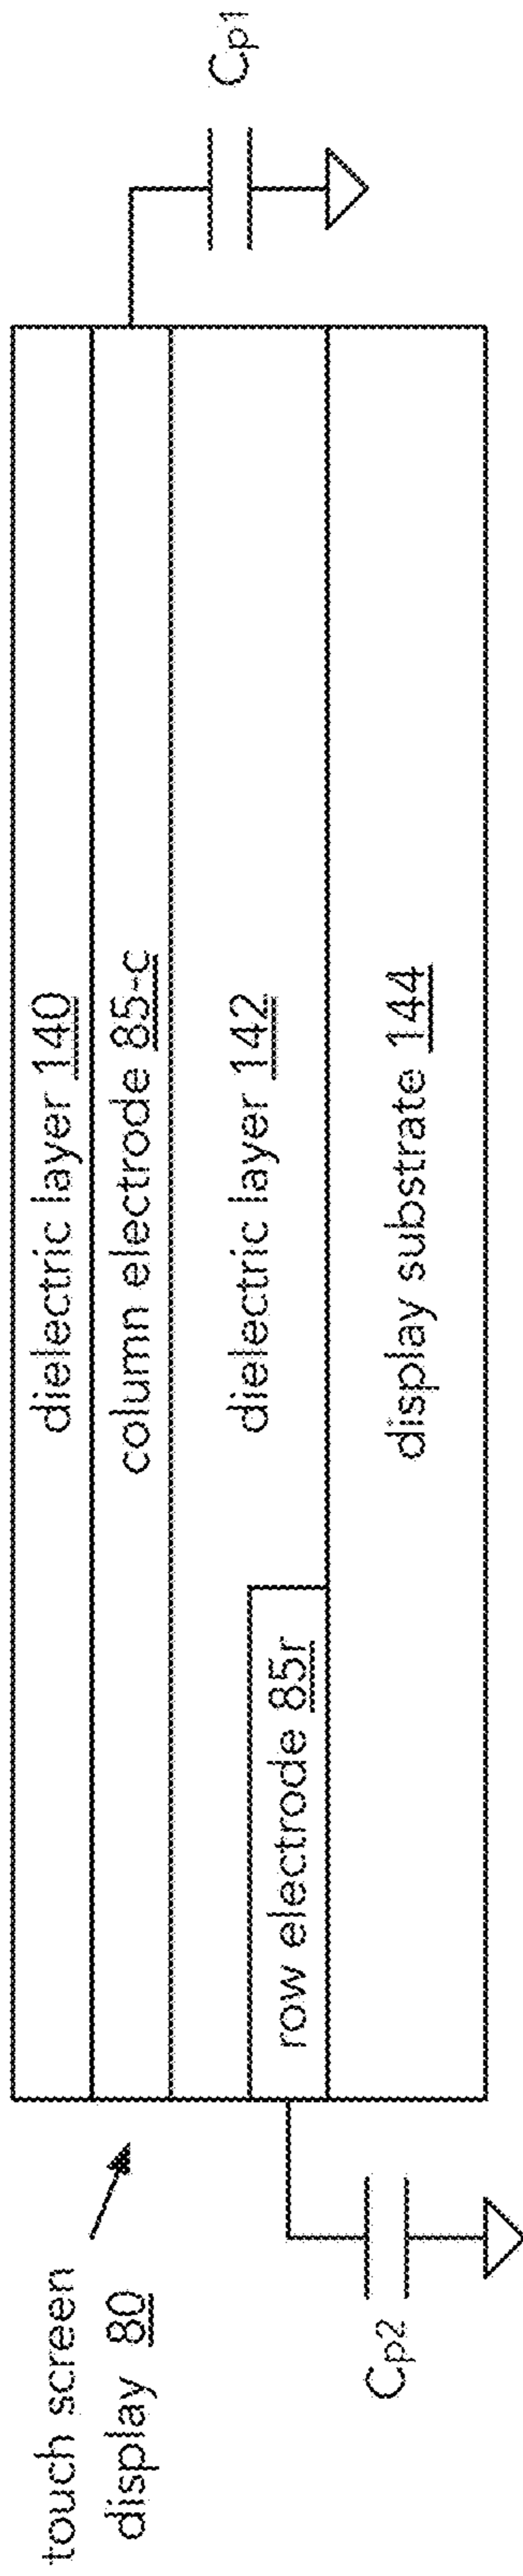 touch screen
display 80
dielectric layer 140
column electrode 85-c
dielectric layer 142
row electrode 85r
display substrate 144
Cp1
Cp2